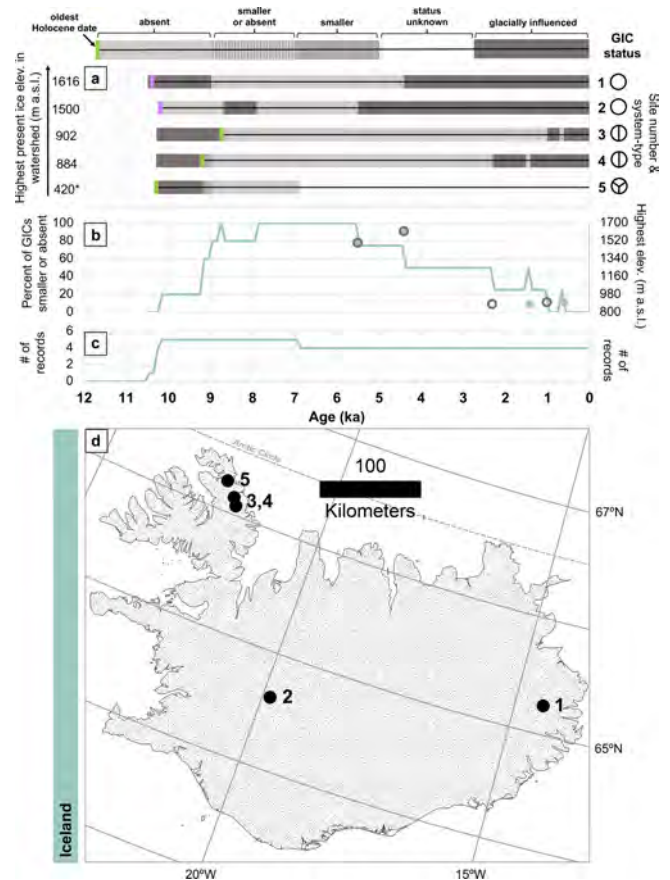 oldest
Holocene date
absent
smaller
or absent
smaller
status
unknown
glacially influenced
GIC
status
a
Highest present ice elev. in
watershed (m a.s.l.)
1616
1500
902
884
420*
1
2
3
4
5
Site number &
system-type
b
Percent of GICs
smaller or absent
100
80
60
40
20
0
1700
1520
1340
1160
980
800
Highest elev. (m a.s.l.)
c
# of
records
6
4
2
0
# of
records
12 11 10 9 8 7 6 5 4 3 2 1 0
Age (ka)
d
Arctic Circle
100
Kilometers
5
3,4
2
1
67°N
65°N
20°W 15°W
Iceland